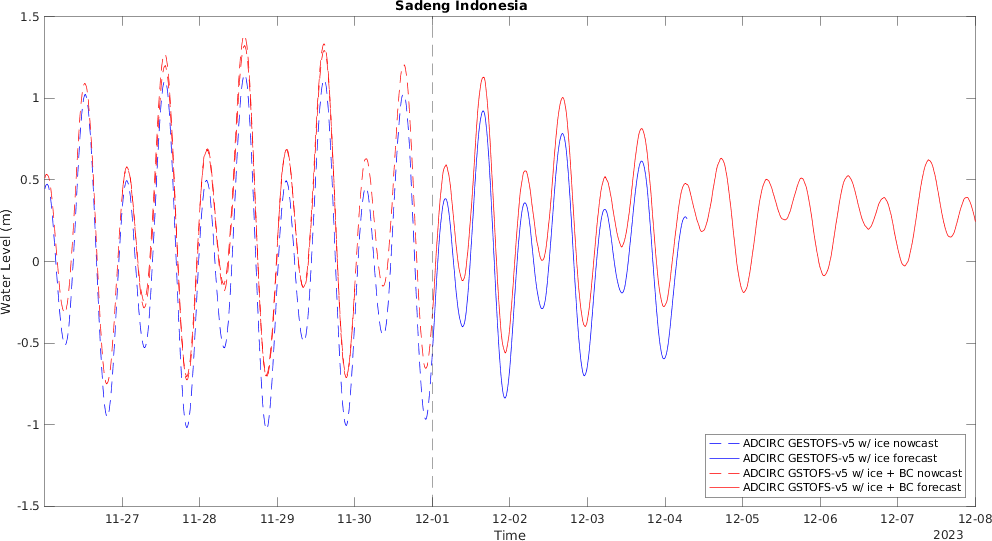 Sadeng Indonesia
1.5
1
0.5
0
-0.5
-1
-1.5
Water Level (m)
11-27 11-28 11-29 11-30 12-01 12-02 12-03 12-04 12-05 12-06 12-07 12-08
Time
2023
ADCIRC GESTOFS-v5 w/ ice nowcast
ADCIRC GESTOFS-v5 w/ ice forecast
ADCIRC GSTOFS-v5 w/ ice + BC nowcast
ADCIRC GSTOFS-v5 w/ ice + BC forecast